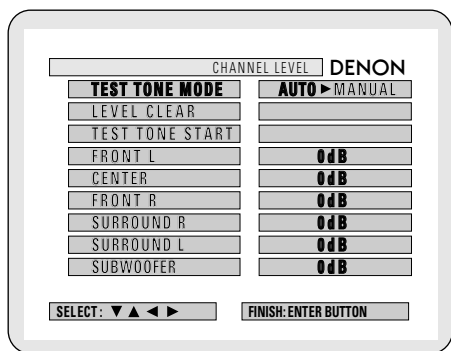 CHANNEL LEVEL DENON
TEST TONE MODE AUTO ►MANUAL
LEVEL CLEAR
TEST TONE START
FRONT L 0dB
CENTER 0dB
FRONT R 0dB
SURROUND R 0dB
SURROUND L 0dB
SUBWOOFER 0dB
SELECT: ▼ ▲ ◄ ► FINISH: ENTER BUTTON